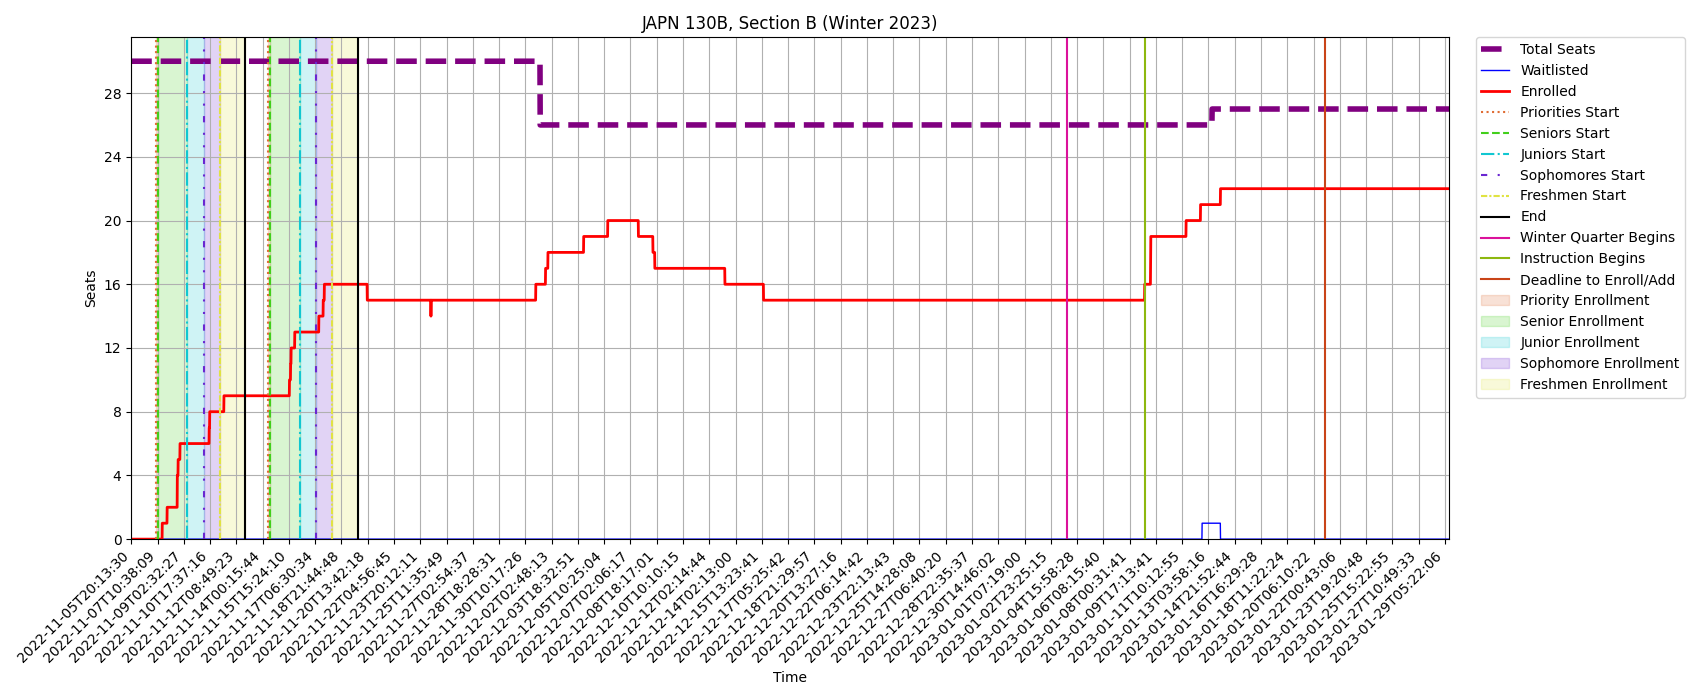 JAPN 130B, Section B (Winter 2023)
Seats
28
24
20
16
12
8
4
0
2022-11-05T20:13:30
2022-11-07T10:38:09
2022-11-09T02:32:27
2022-11-10T17:37:16
2022-11-12T08:49:23
2022-11-14T00:15:44
2022-11-15T15:24:10
2022-11-17T06:30:34
2022-11-18T21:44:48
2022-11-20T13:42:18
2022-11-22T04:56:45
2022-11-23T20:12:11
2022-11-25T11:35:49
2022-11-27T02:54:37
2022-11-28T18:28:31
2022-11-30T10:17:26
2022-12-02T02:48:13
2022-12-03T18:32:51
2022-12-05T10:25:04
2022-12-07T02:06:17
2022-12-08T18:17:01
2022-12-10T10:10:15
2022-12-12T02:14:44
2022-12-14T02:13:00
2022-12-15T13:23:41
2022-12-17T05:25:42
2022-12-18T21:29:57
2022-12-20T13:27:16
2022-12-22T06:14:42
2022-12-23T22:13:43
2022-12-25T14:28:08
2022-12-27T06:40:20
2022-12-28T22:35:37
2022-12-30T14:46:02
2023-01-01T07:19:00
2023-01-02T23:25:15
2023-01-04T15:58:28
2023-01-06T08:15:40
2023-01-08T00:31:41
2023-01-09T17:13:41
2023-01-11T10:12:55
2023-01-13T03:58:16
2023-01-14T21:52:44
2023-01-16T16:29:28
2023-01-18T11:22:24
2023-01-20T06:10:22
2023-01-22T00:43:06
2023-01-23T19:20:48
2023-01-25T15:22:55
2023-01-27T10:49:33
2023-01-29T05:22:06
Time
Total Seats
Waitlisted
Enrolled
Priorities Start
Seniors Start
Juniors Start
Sophomores Start
Freshmen Start
End
Winter Quarter Begins
Instruction Begins
Deadline to Enroll/Add
Priority Enrollment
Senior Enrollment
Junior Enrollment
Sophomore Enrollment
Freshmen Enrollment